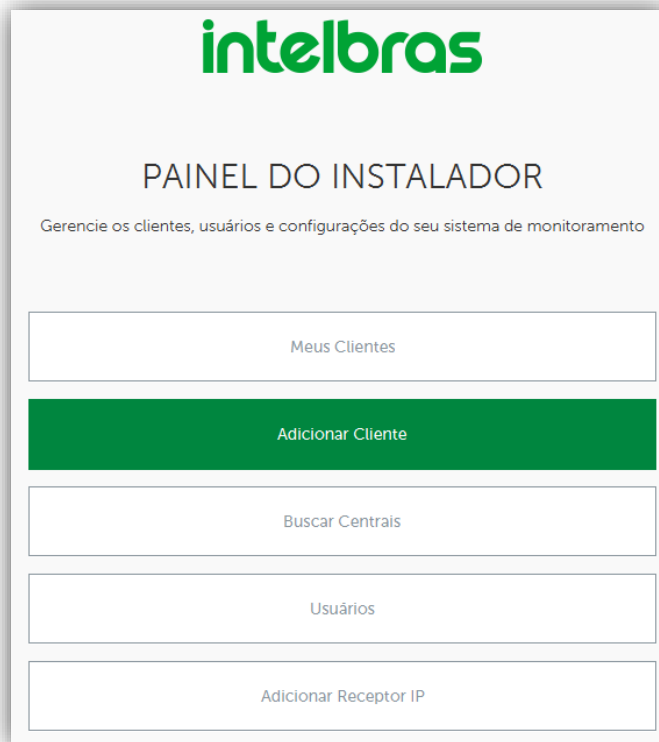 intelbras
PAINEL DO INSTALADOR
Gerencie os clientes, usuários e configurações do seu sistema de monitoramento
Meus Clientes
Adicionar Cliente
Buscar Centrais
Usuários
Adicionar Receptor IP